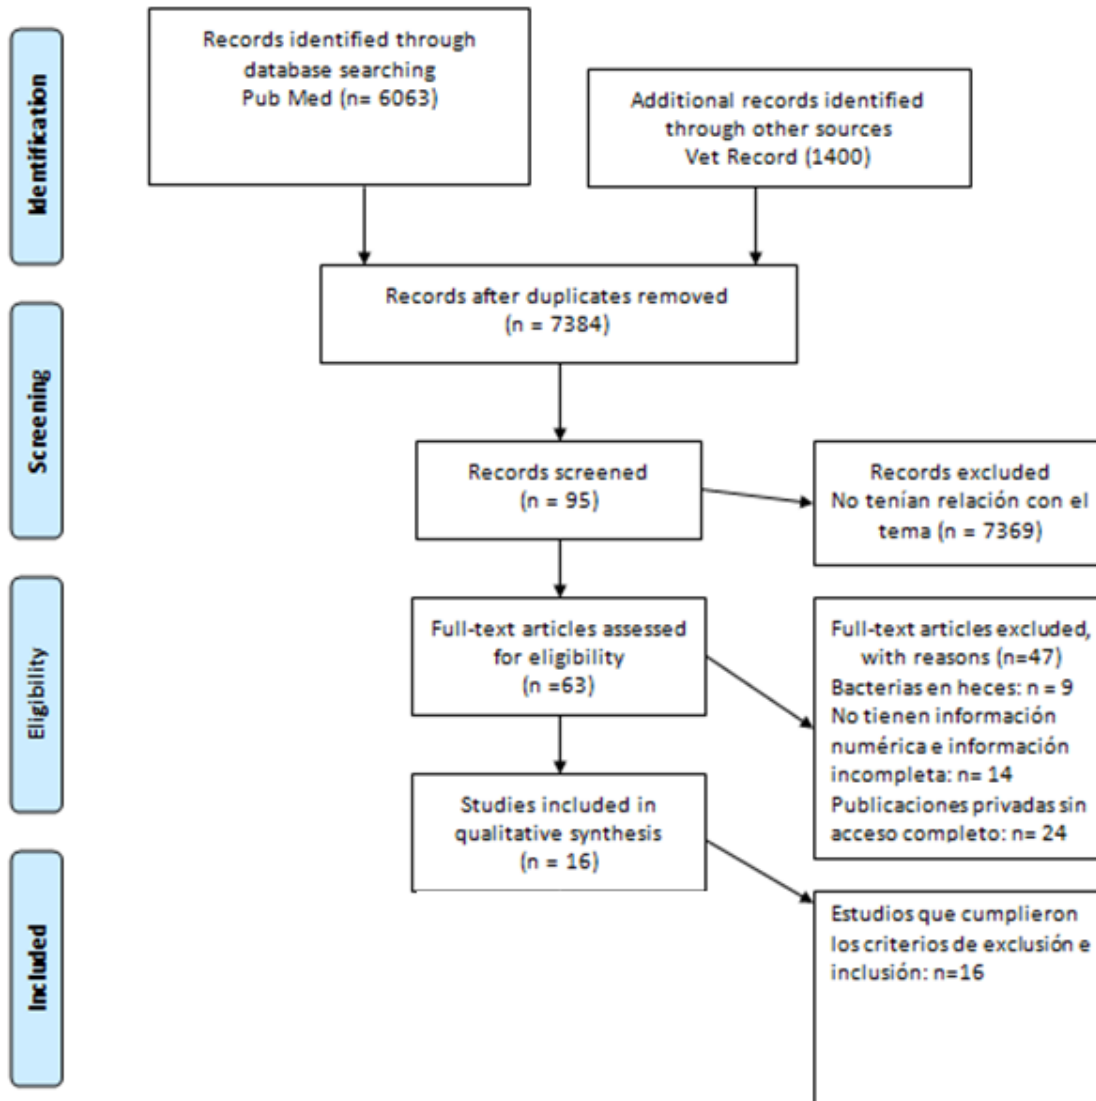 Identification
Records identified through
database searching
Pub Med (n= 6063)
Additional records identified
through other sources
Vet Record (1400)
Records after duplicates removed
(n = 7384)
Screening
Records screened
(n = 95)
Records excluded
No tenían relación con el
tema (n = 7369)
Eligibility
Full-text articles assessed
for eligibility
(n =63)
Full-text articles excluded,
with reasons (n=47)
Bacterias en heces: n = 9
No tienen información
numérica e información
incompleta: n= 14
Publicaciones privadas sin
acceso completo: n= 24
Included
Studies included in
qualitative synthesis
(n = 16)
Estudios que cumplieron
los criterios de exclusión e
inclusión: n=16